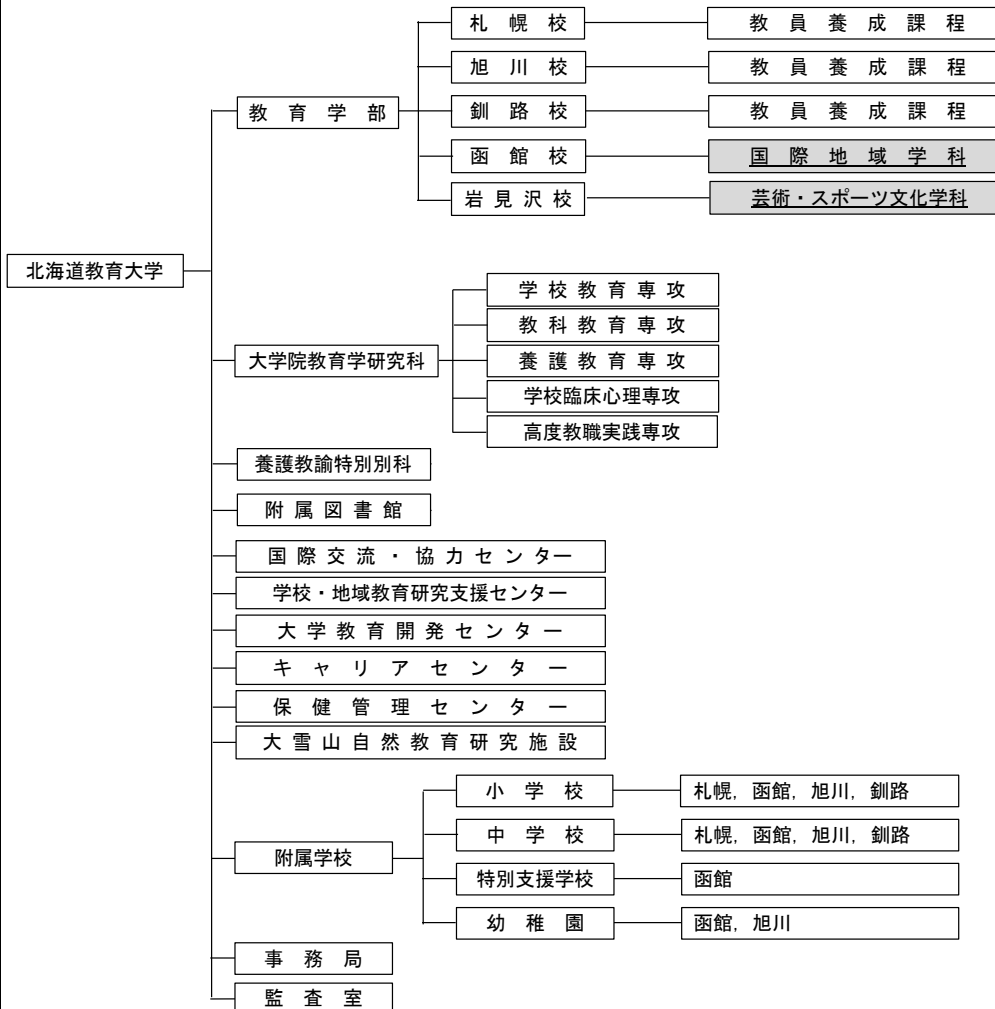 札幌校 教員養成課程
旭川校 教員養成課程
教育学部 釧路校 教員養成課程
函館校 国際地域学科
岩見沢校 芸術・スポーツ文化学科
北海道教育大学
学校教育専攻
教科教育専攻
大学院教育学研究科 養護教育専攻
学校臨床心理専攻
高度教職実践専攻
養護教諭特別別科
附属図書館
国際交流・協力センター
学校・地域教育研究支援センター
大学教育開発センター
キャリアセンター
保健管理センター
大雪山自然教育研究施設
小学校 札幌，函館，旭川，釧路
中学校 札幌，函館，旭川，釧路
附属学校
特別支援学校 函館
幼稚園 函館，旭川
事務局
監査室